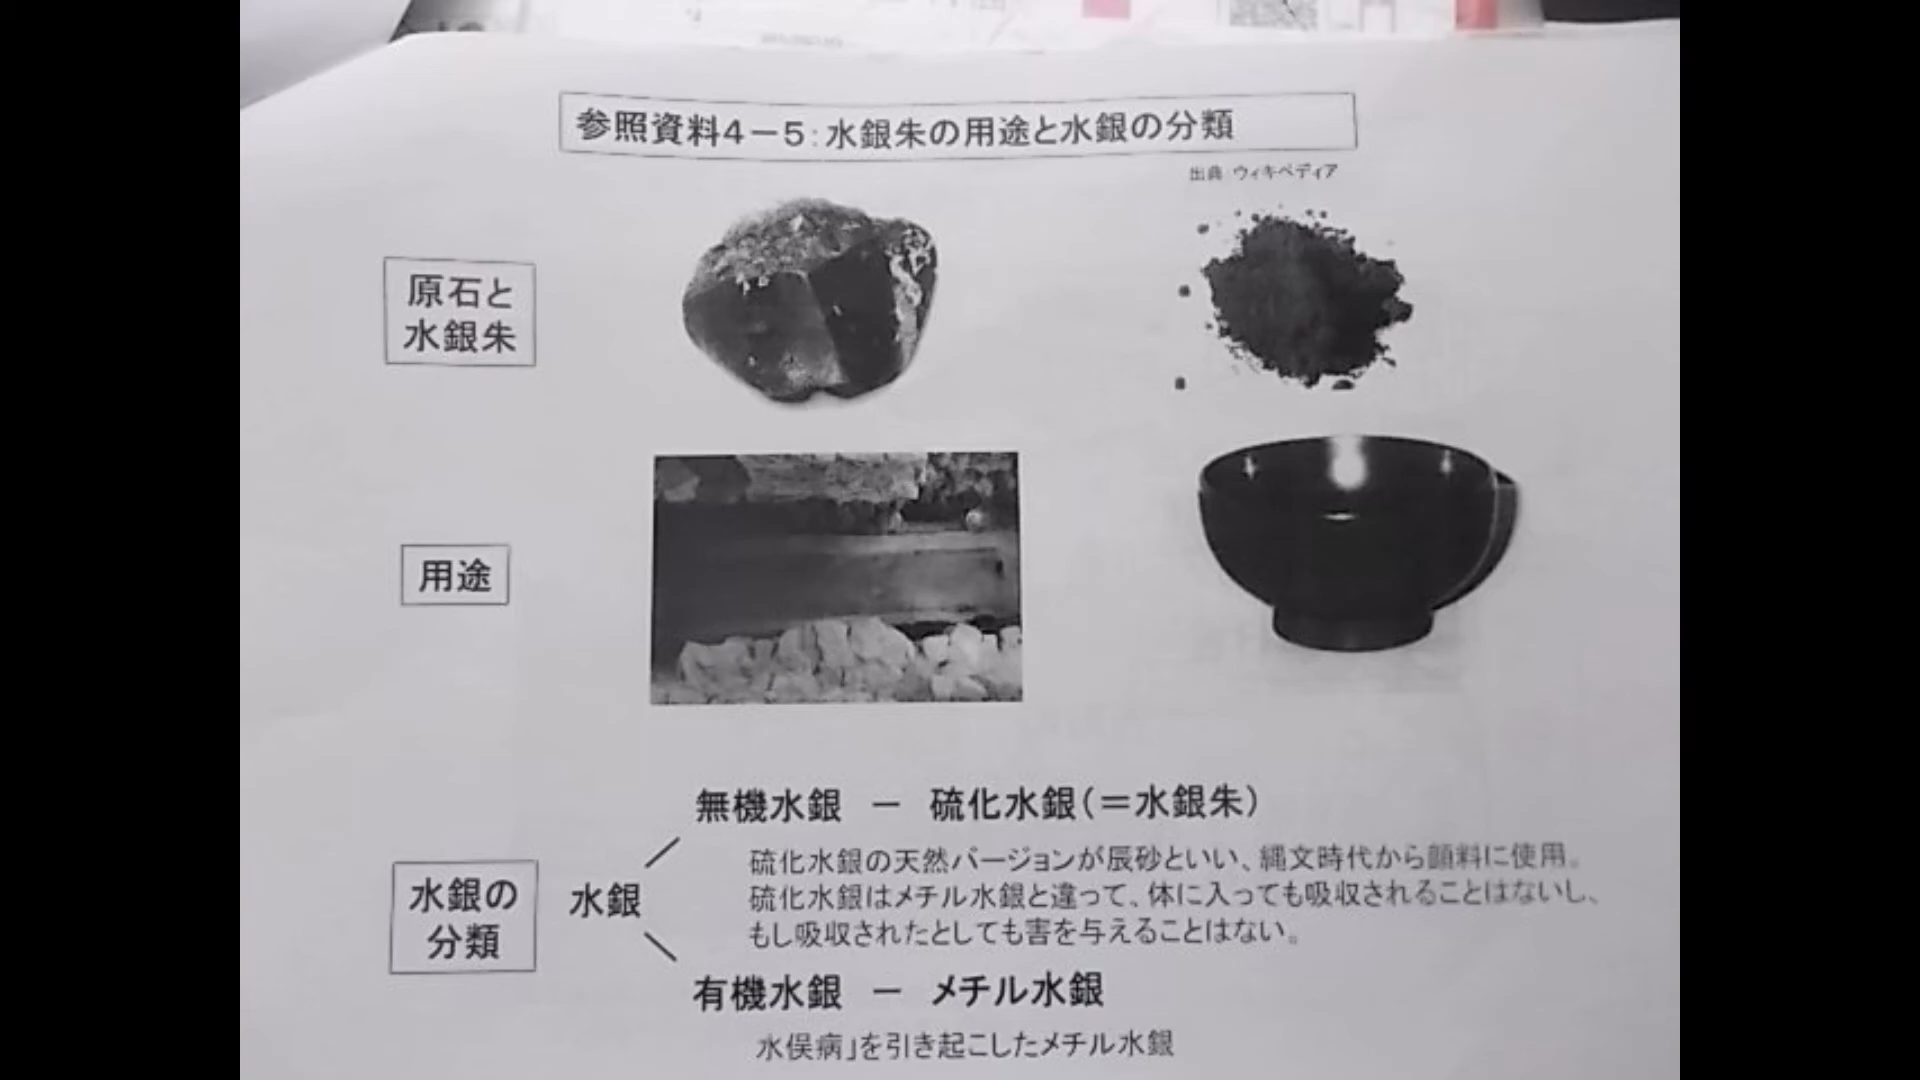 参照資料4－5：水銀朱の用途と水銀の分類
出典：ウィキペディア
原石と
水銀朱
用途
無機水銀 － 硫化水銀（＝水銀朱）
硫化水銀の天然バージョンが辰砂といい、縄文時代から顔料に使用。
硫化水銀はメチル水銀と違って、体に入っても吸収されることはないし、
もし吸収されたとしても害を与えることはない。
水銀の
分類
水銀
有機水銀 － メチル水銀
水俣病」を引き起こしたメチル水銀